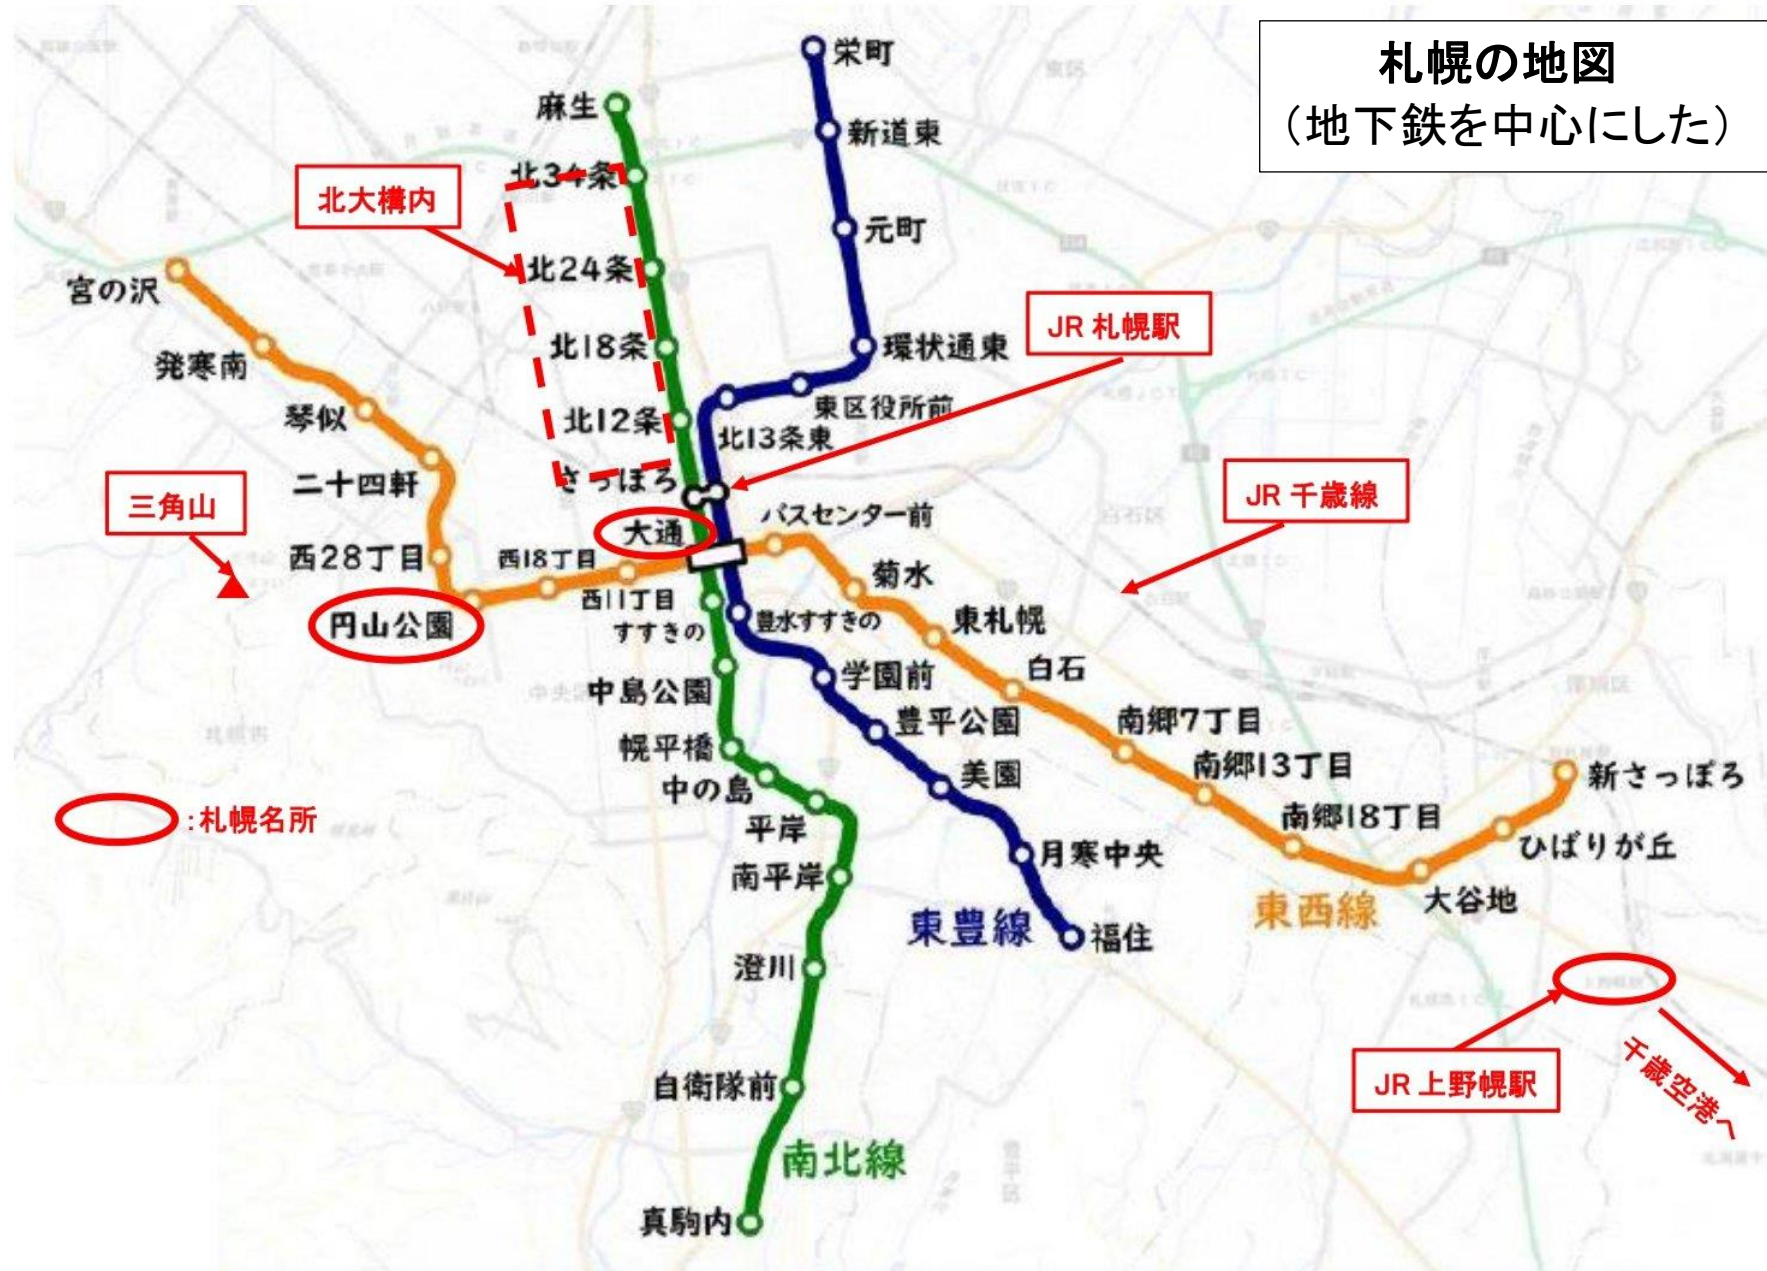 札幌の地図
（地下鉄を中心にした）
栄町
麻生
新道東
北34条
北大構内
元町
北24条
宮の沢
JR 札幌駅
北18条
環状通東
発寒南
東区役所前
琴似
北12条
北13条東
二十四軒
さっぽろ
三角山
JR 千歳線
バスセンター前
大通
白石区
西28丁目
西18丁目
菊水
西11丁目
円山公園
すすきの
豊水すすきの
東札幌
中島公園
学園前
白石
中央区
豊平公園
南郷7丁目
幌平橋
中の島
美園
南郷13丁目
新さっぽろ
:札幌名所
平岸
南郷18丁目
ひばりが丘
南平岸
月寒中央
東豊線
福住
東西線
大谷地
澄川
JR 上野幌駅
千歳空港へ
自衛隊前
南北線
豊平区
真駒内